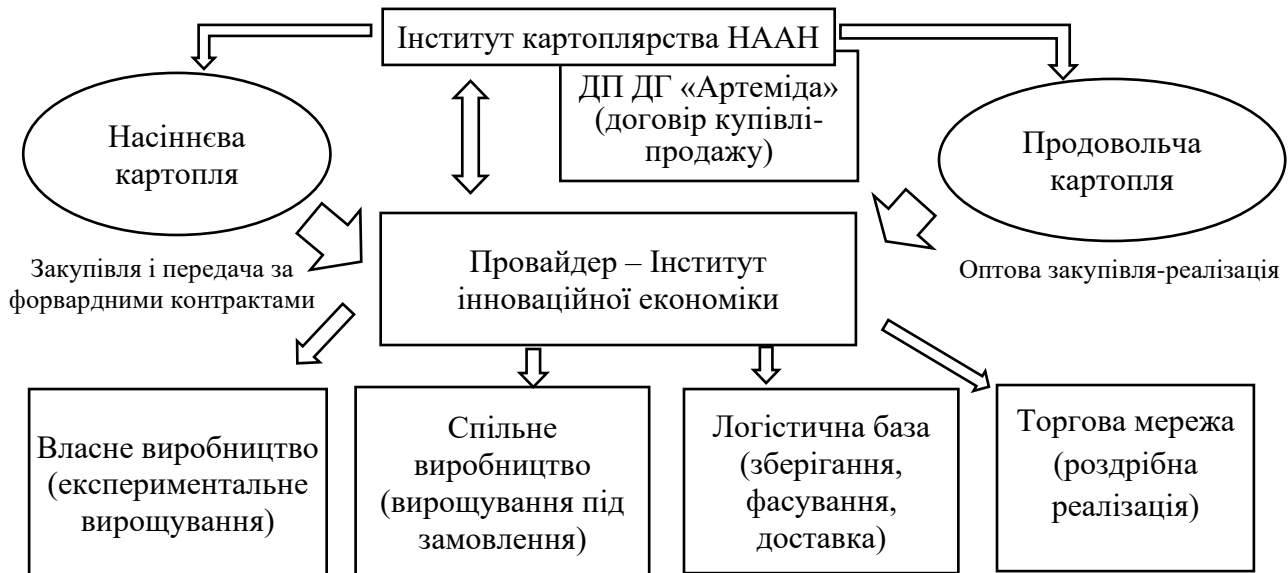 Інститут картоплярства НААН
ДП ДГ «Артеміда»
(договір купівлі-
продажу)
Насіннєва
картопля
Продовольча
картопля
Закупівля і передача за
форвардними контрактами
Провайдер – Інститут
інноваційної економіки
Оптова закупівля-реалізація
Власне виробництво
(експериментальне
вирощування)
Спільне
виробництво
(вирощування під
замовлення)
Логістична база
(зберігання,
фасування,
доставка)
Торгова мережа
(роздрібна
реалізація)